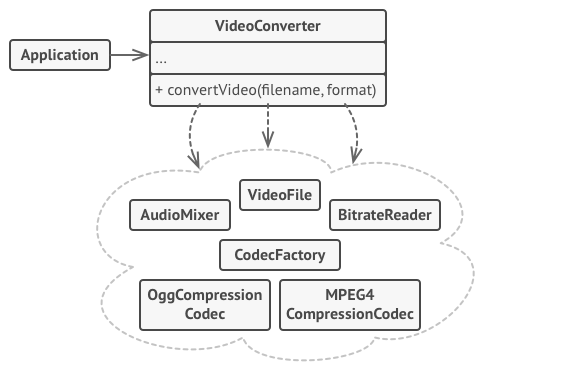 VideoConverter
Application
...
+ convertVideo(filename, format)
VideoFile
AudioMixer
BitrateReader
CodecFactory
OggCompression
Codec
MPEG4
CompressionCodec